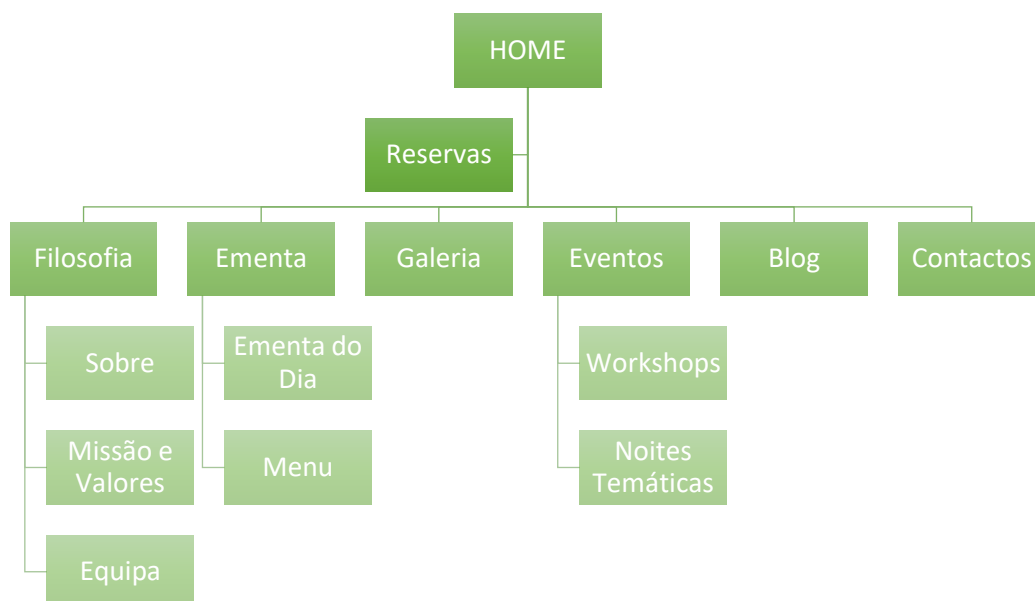 HOME
Reservas
Filosofia
Ementa
Galeria
Eventos
Blog
Contactos
Sobre
Missão e
Valores
Equipa
Ementa do
Dia
Menu
Workshops
Noites
Temáticas